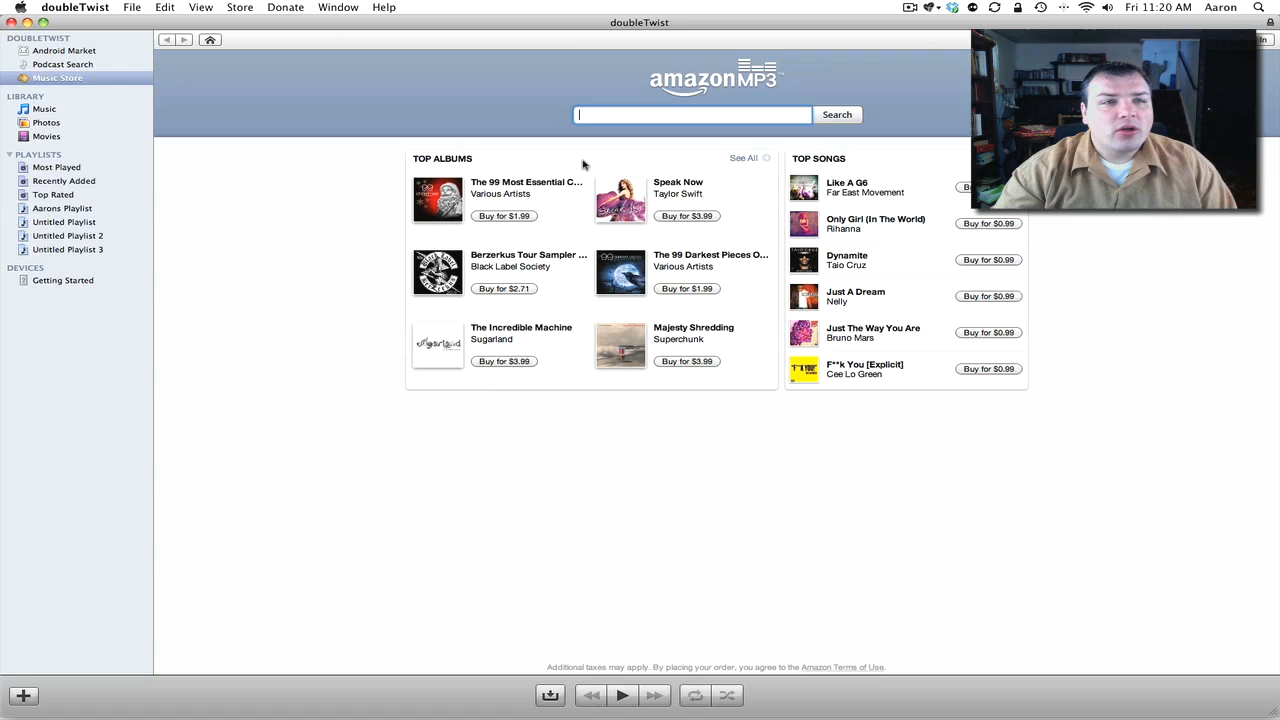 doubleTwist File Edit View Store Donate Window Help Fri 11:20 AM Aaron
doubleTwist
DOUBLETWIST
Android Market
Podcast Search
Music Store
LIBRARY
Music
Photos
Movies
PLAYLISTS
Most Played
Recently Added
Top Rated
Aarons Playlist
Untitled Playlist
Untitled Playlist 2
Untitled Playlist 3
DEVICES
Getting Started
In
amazonMP3
Search
TOP ALBUMS
See All
The 99 Most Essential C...
Various Artists
Buy for $1.99
Speak Now
Taylor Swift
Buy for $3.99
Berzerkus Tour Sampler ...
Black Label Society
Buy for $2.71
The 99 Darkest Pieces O...
Various Artists
Buy for $1.99
The Incredible Machine
Sugarland
Buy for $3.99
Majesty Shredding
Superchunk
Buy for $3.99
TOP SONGS
Like A G6
Far East Movement
Only Girl (In The World)
Rihanna
Buy for $0.99
Dynamite
Taio Cruz
Buy for $0.99
Just A Dream
Nelly
Buy for $0.99
Just The Way You Are
Bruno Mars
Buy for $0.99
F**k You [Explicit]
Cee Lo Green
Buy for $0.99
Additional taxes may apply. By placing your order, you agree to the Amazon Terms of Use.